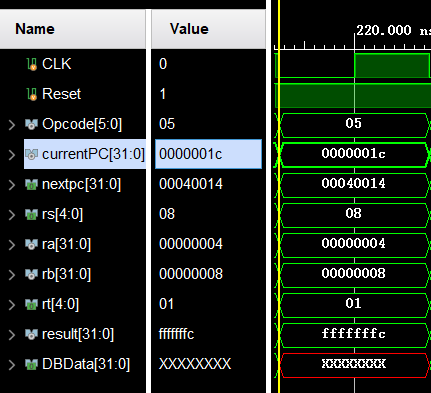 Name Value 220.000 ns
CLK 0
Reset 1
Opcode[5:0] 05 05
currentPC[31:0] 0000001c 0000001c
nextpc[31:0] 00040014 00040014
rs[4:0] 08 08
ra[31:0] 00000004 00000004
rb[31:0] 00000008 00000008
rt[4:0] 01 01
result[31:0] fffffffc fffffffc
DBData[31:0] XXXXXXXX XXXXXXXX